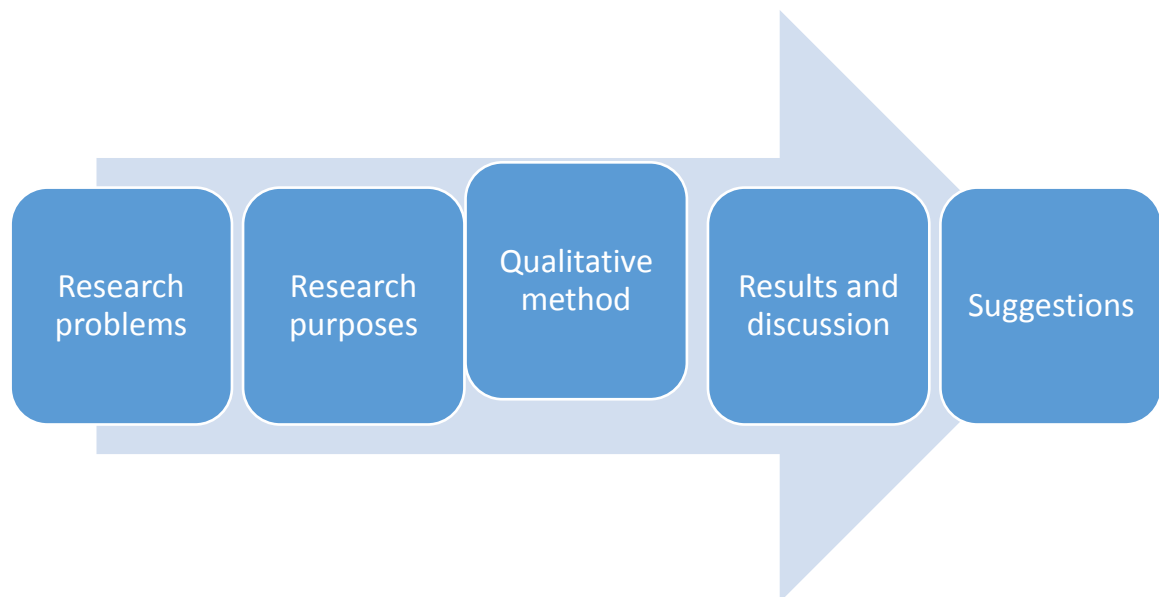 Research
problems
Research
purposes
Qualitative
method
Results and
discussion
Suggestions